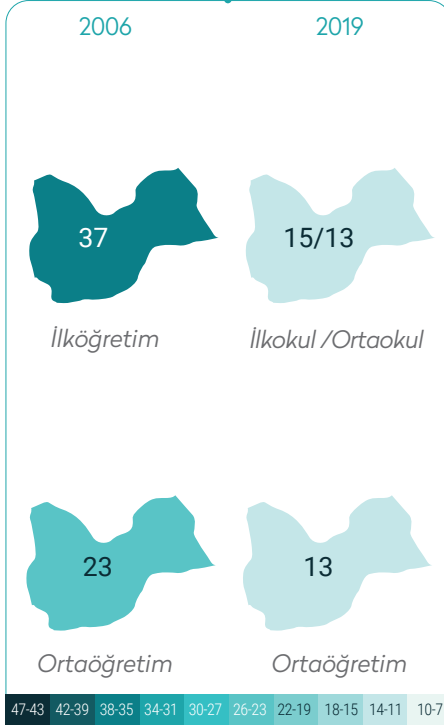 2006 2019
37 15/13
İlköğretim İlkokul /Ortaokul
23 13
Ortaöğretim Ortaöğretim
47-43 42-39 38-35 34-31 30-27 26-23 22-19 18-15 14-11 10-7